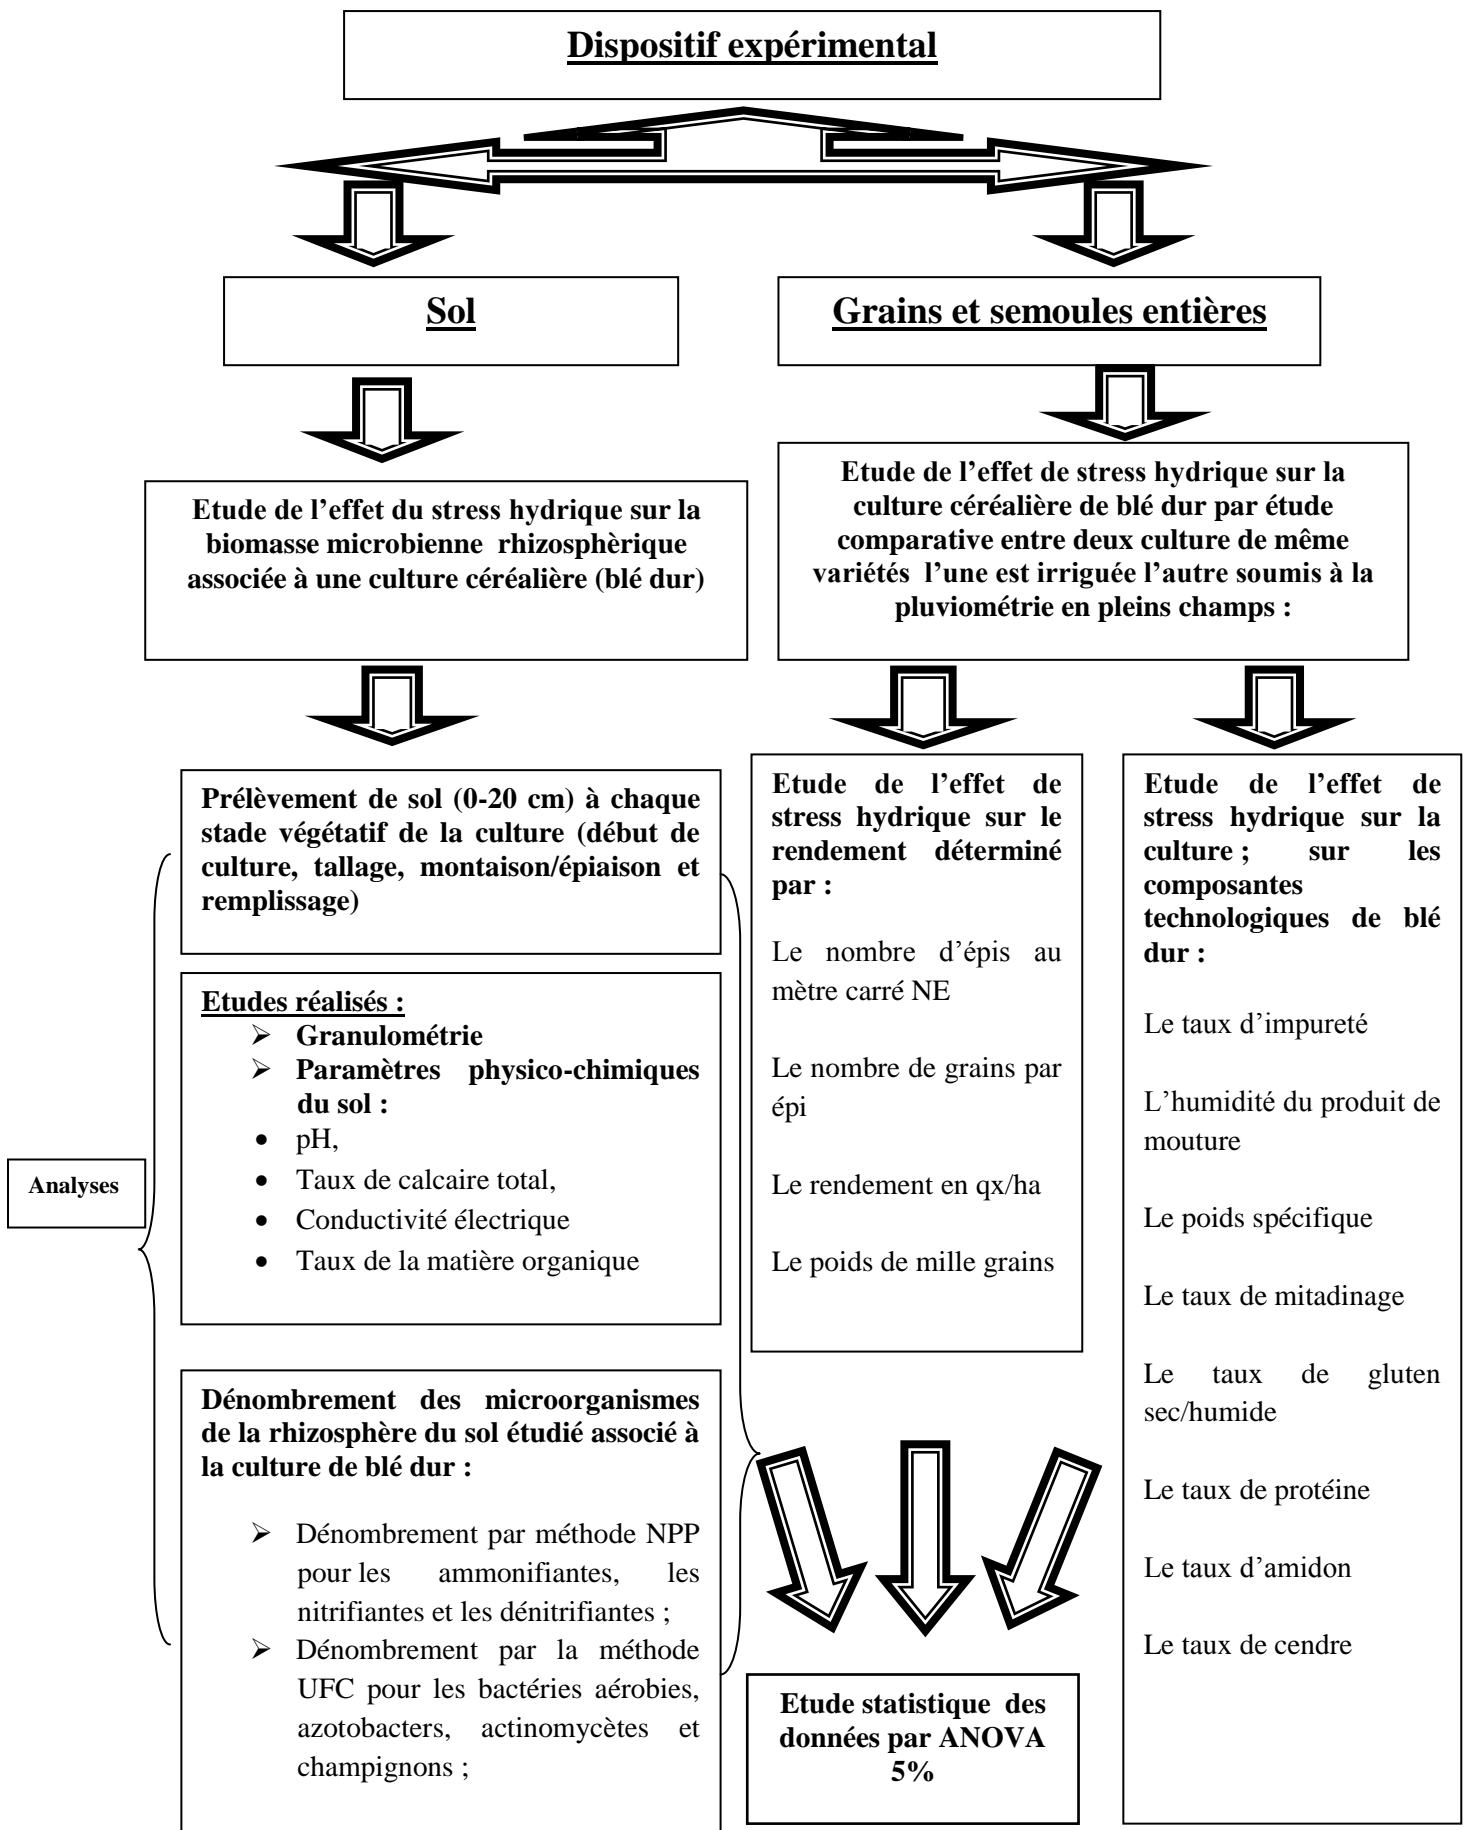 Dispositif expérimental
Sol
Grains et semoules entières
Etude de l’effet du stress hydrique sur la
biomasse microbienne rhizosphèrique
associée à une culture céréalière (blé dur)
Etude de l’effet de stress hydrique sur la
culture céréalière de blé dur par étude
comparative entre deux culture de même
variétés l’une est irriguée l’autre soumis à la
pluviométrie en pleins champs :
Analyses
Prélèvement de sol (0-20 cm) à chaque
stade végétatif de la culture (début de
culture, tallage, montaison/épiaison et
remplissage)
Etudes réalisés :
➢ Granulométrie
➢ Paramètres physico-chimiques
du sol :
• pH,
• Taux de calcaire total,
• Conductivité électrique
• Taux de la matière organique
Dénombrement des microorganismes
de la rhizosphère du sol étudié associé à
la culture de blé dur :
➢ Dénombrement par méthode NPP
pour les ammonifiantes, les
nitrifiantes et les dénitrifiantes ;
➢ Dénombrement par la méthode
UFC pour les bactéries aérobies,
azotobacters, actinomycètes et
champignons ;
Etude de l’effet de
stress hydrique sur le
rendement déterminé
par :
Le nombre d’épis au
mètre carré NE
Le nombre de grains par
épi
Le rendement en qx/ha
Le poids de mille grains
Etude de l’effet de
stress hydrique sur la
culture ; sur les
composantes
technologiques de blé
dur :
Le taux d’impureté
L’humidité du produit de
mouture
Le poids spécifique
Le taux de mitadinage
Le taux de gluten
sec/humide
Le taux de protéine
Le taux d’amidon
Le taux de cendre
Etude statistique des
données par ANOVA
5%